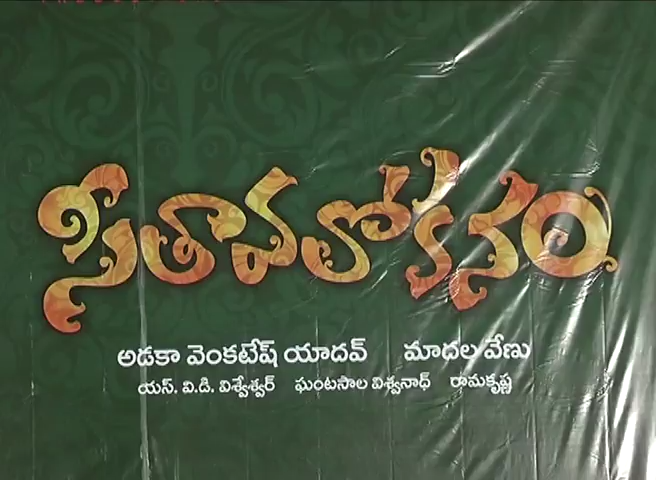 సీతావలోకనం
అడకా వెంకటేష్ యాదవ్ మాదల వేణు
యస్. వి.డి. విశ్వేశ్వర్ ఘంటసాల విశ్వనాథ్ రామకృష్ణ